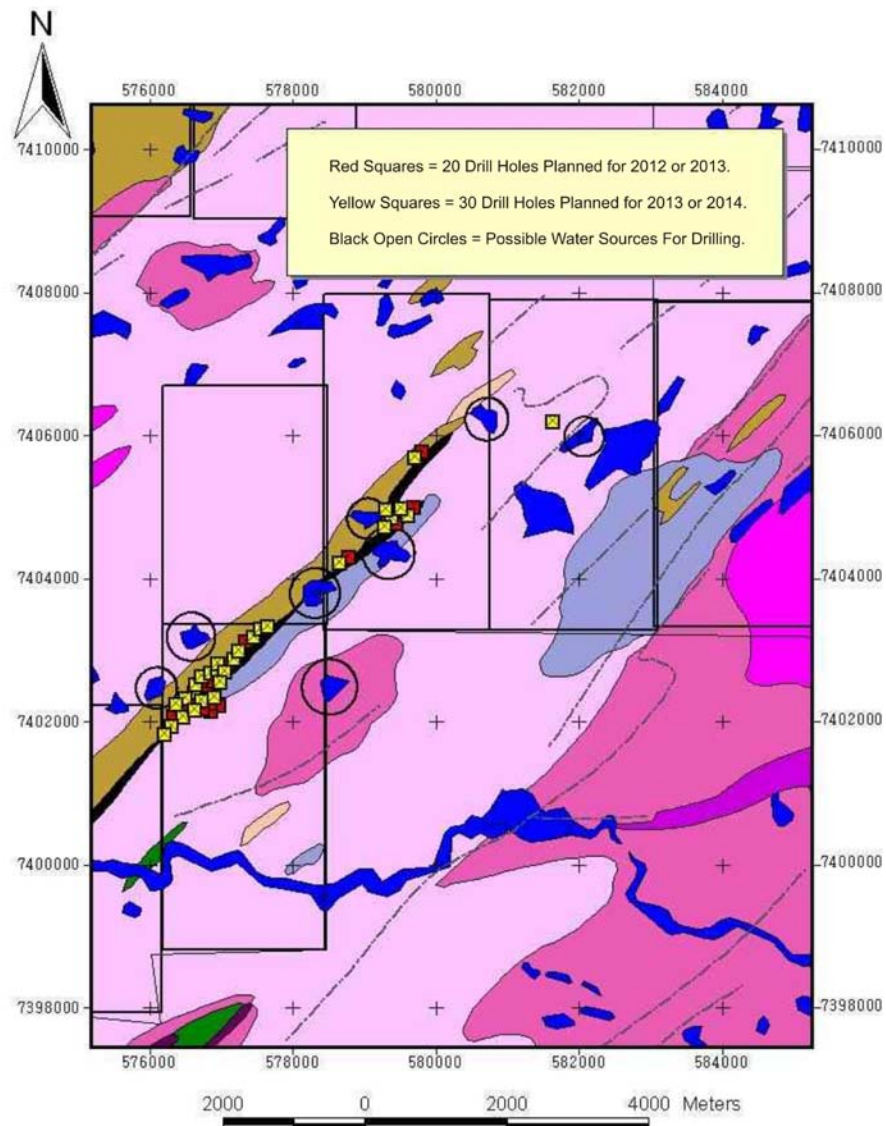 N
576000 578000 580000 582000 584000
7410000 7410000
Red Squares = 20 Drill Holes Planned for 2012 or 2013.
Yellow Squares = 30 Drill Holes Planned for 2013 or 2014.
Black Open Circles = Possible Water Sources For Drilling.
7408000 7408000
7406000 7406000
7404000 7404000
7402000 7402000
7400000 7400000
7398000 7398000
576000 578000 580000 582000 584000
2000 0 2000 4000 Meters